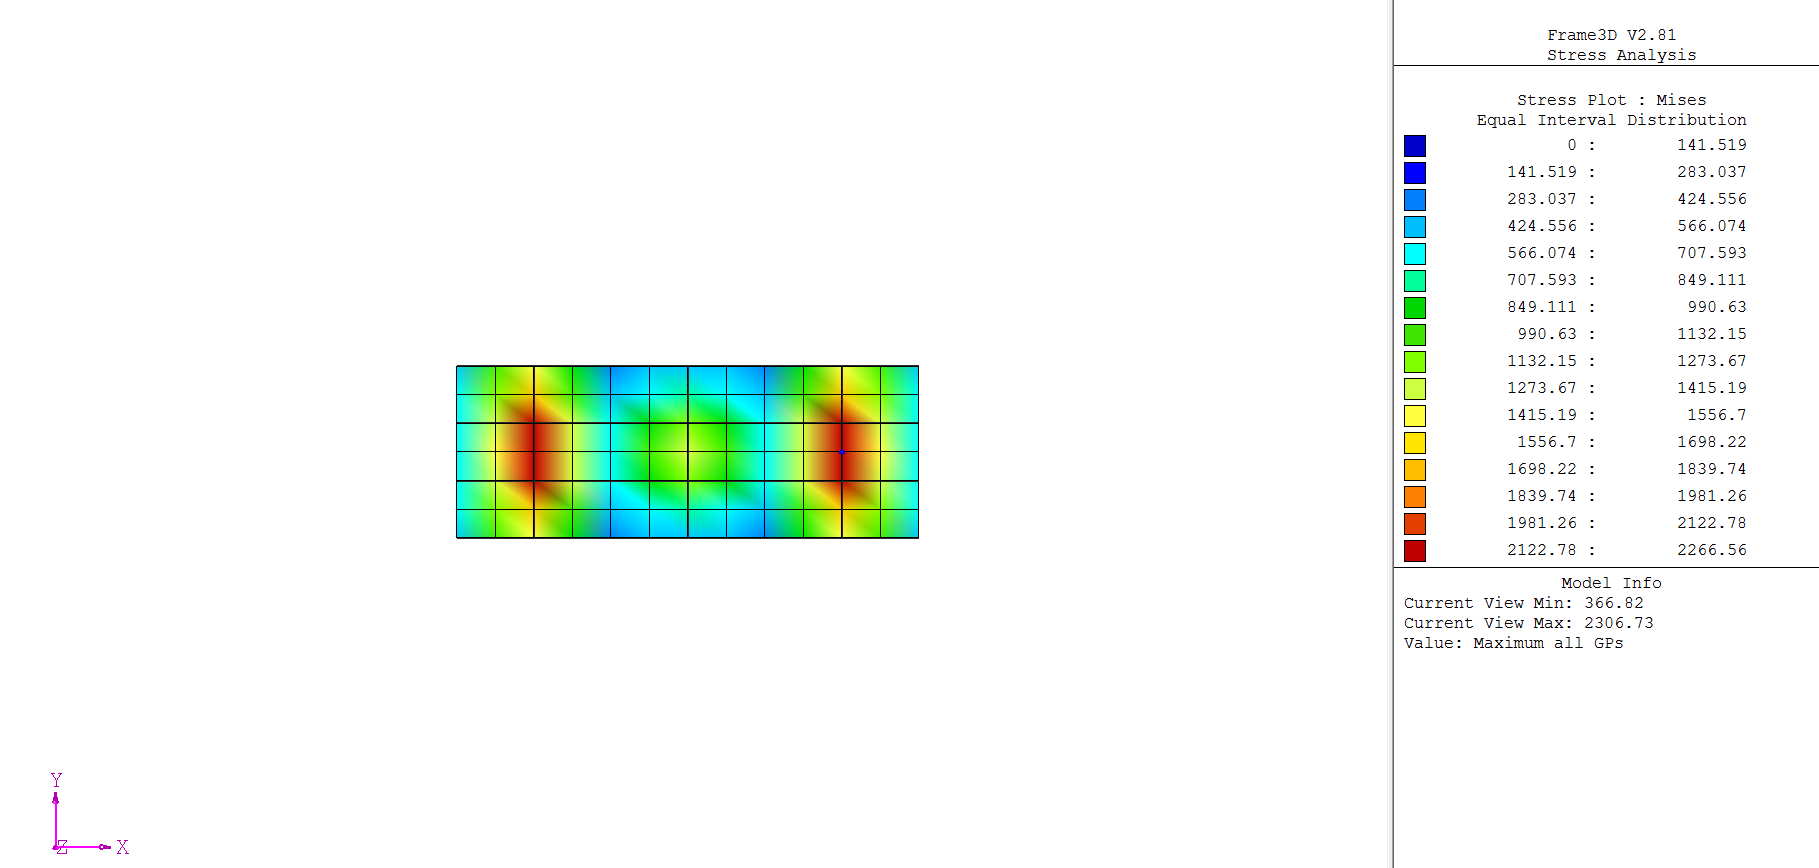 Frame3D V2.81
Stress Analysis
Stress Plot : Mises
Equal Interval Distribution
0 : 141.519
141.519 : 283.037
283.037 : 424.556
424.556 : 566.074
566.074 : 707.593
707.593 : 849.111
849.111 : 990.63
990.63 : 1132.15
1132.15 : 1273.67
1273.67 : 1415.19
1415.19 : 1556.7
1556.7 : 1698.22
1698.22 : 1839.74
1839.74 : 1981.26
1981.26 : 2122.78
2122.78 : 2266.56
Model Info
Current View Min: 366.82
Current View Max: 2306.73
Value: Maximum all GPs
Y
Z X